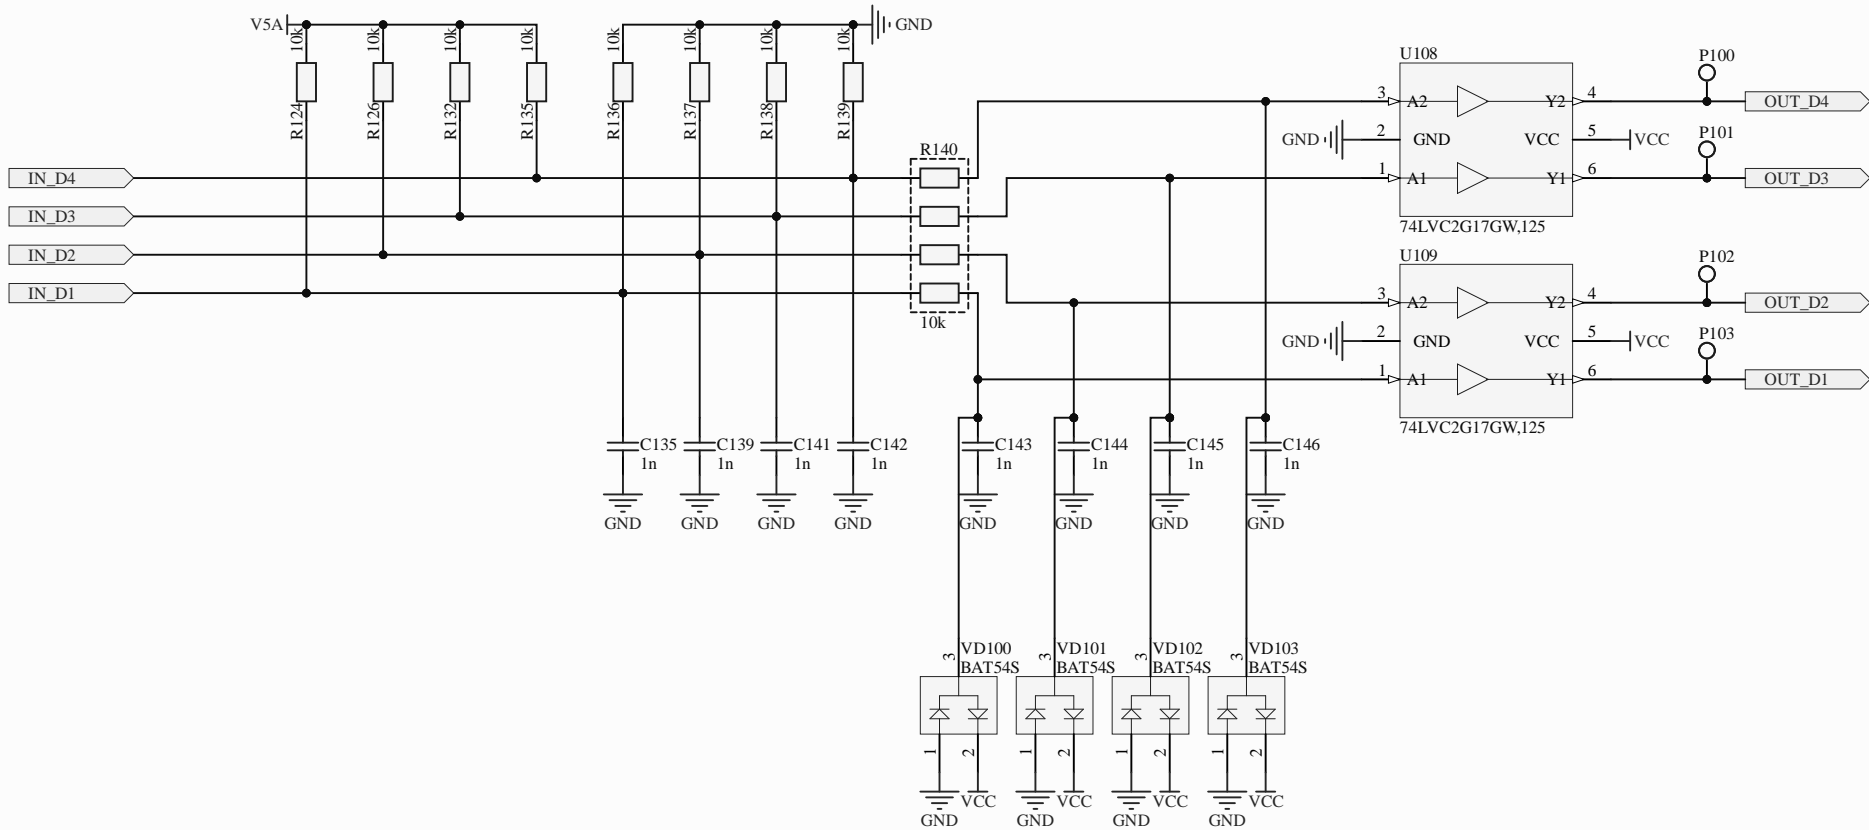 V5A
10k
10k
10k
10k
10k
10k
10k
10k
GND
R124
R126
R132
R135
R136
R137
R138
R139
IN_D4
IN_D3
IN_D2
IN_D1
R140
10k
U108
3
A2
Y2
4
GND
2
GND
VCC
5
VCC
1
A1
Y1
6
74LVC2G17GW,125
P100
OUT_D4
P101
OUT_D3
U109
3
A2
Y2
4
GND
2
GND
VCC
5
VCC
1
A1
Y1
6
74LVC2G17GW,125
P102
OUT_D2
P103
OUT_D1
C135
1n
GND
C139
1n
GND
C141
1n
GND
C142
1n
GND
C143
1n
GND
C144
1n
GND
C145
1n
GND
C146
1n
GND
3
VD100
BAT54S
1
2
GND
VCC
3
VD101
BAT54S
1
2
GND
VCC
3
VD102
BAT54S
1
2
GND
VCC
3
VD103
BAT54S
1
2
GND
VCC